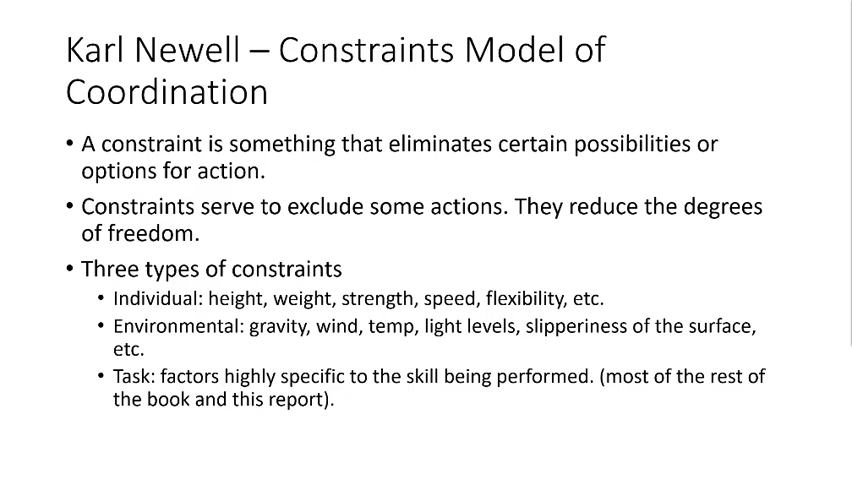 Karl Newell – Constraints Model of
Coordination
• A constraint is something that eliminates certain possibilities or
options for action.
• Constraints serve to exclude some actions. They reduce the degrees
of freedom.
• Three types of constraints
• Individual: height, weight, strength, speed, flexibility, etc.
• Environmental: gravity, wind, temp, light levels, slipperiness of the surface,
etc.
• Task: factors highly specific to the skill being performed. (most of the rest of
the book and this report).